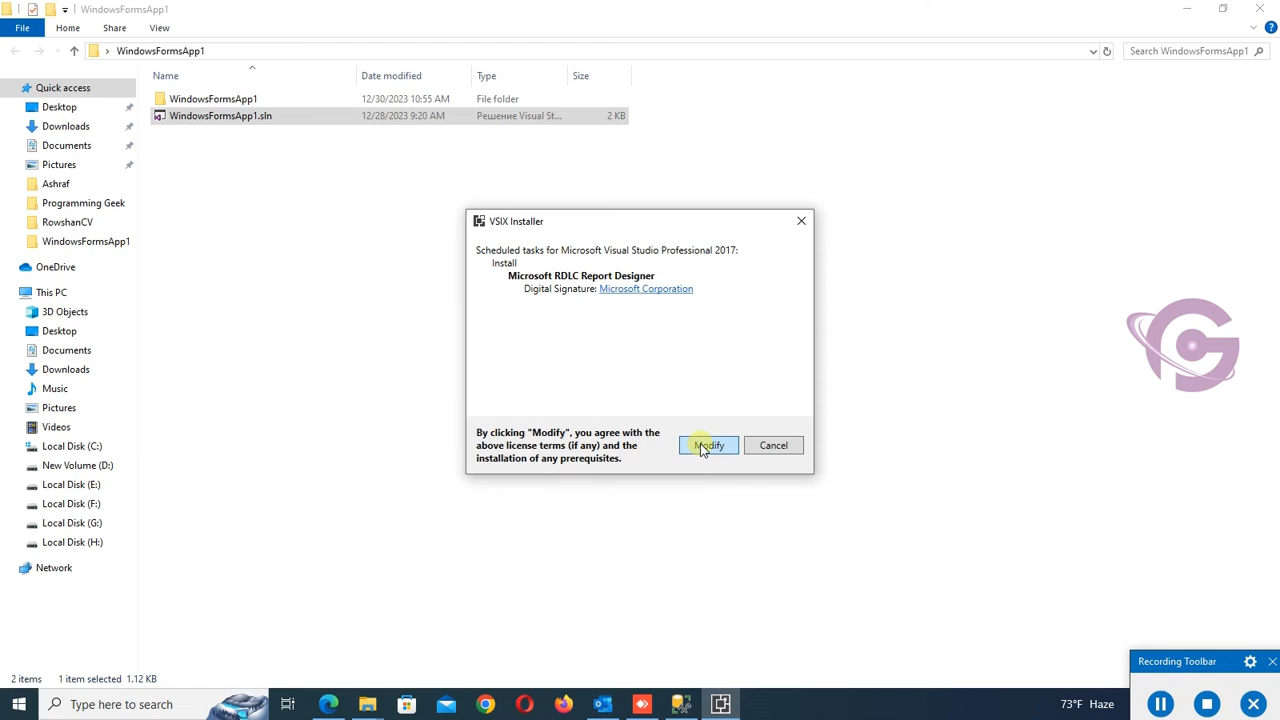 WindowsFormsApp1
File Home Share View
WindowsFormsApp1
Search WindowsFormsApp1
Name Date modified Type Size
Quick access
Desktop
Downloads
Documents
Pictures
Ashraf
Programming Geek
RowshanCV
WindowsFormsApp1
OneDrive
This PC
3D Objects
Desktop
Documents
Downloads
Music
Pictures
Videos
Local Disk (C:)
New Volume (D:)
Local Disk (E:)
Local Disk (F:)
Local Disk (G:)
Local Disk (H:)
Network
WindowsFormsApp1 12/30/2023 10:55 AM File folder
WindowsFormsApp1.sln 12/28/2023 9:20 AM Решение Visual St... 2 KB
VSIX Installer
Scheduled tasks for Microsoft Visual Studio Professional 2017:
Install
Microsoft RDLC Report Designer
Digital Signature: Microsoft Corporation
By clicking "Modify", you agree with the
above license terms (if any) and the
installation of any prerequisites.
Modify Cancel
2 items 1 item selected 1.12 KB
Recording Toolbar
Type here to search
73°F Haze